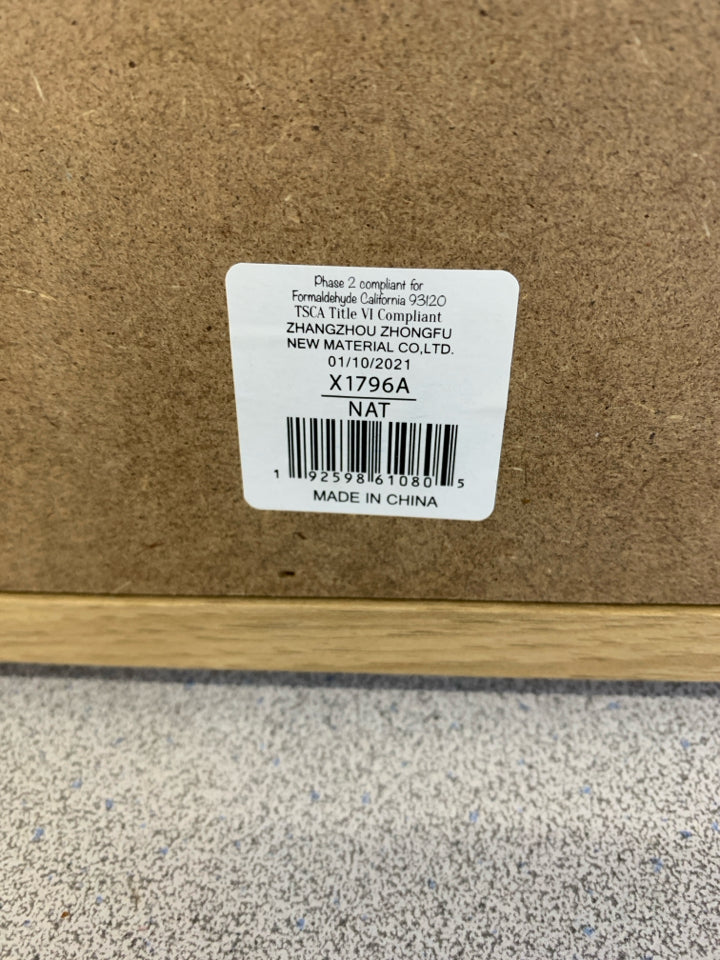 Phase 2 compliant for
Formaldehyde California 93120
TSCA Title VI Compliant
ZHANGZHOU ZHONGFU
NEW MATERIAL CO,LTD.
01/10/2021
X1796A
NAT
1 92598 61080 5
MADE IN CHINA